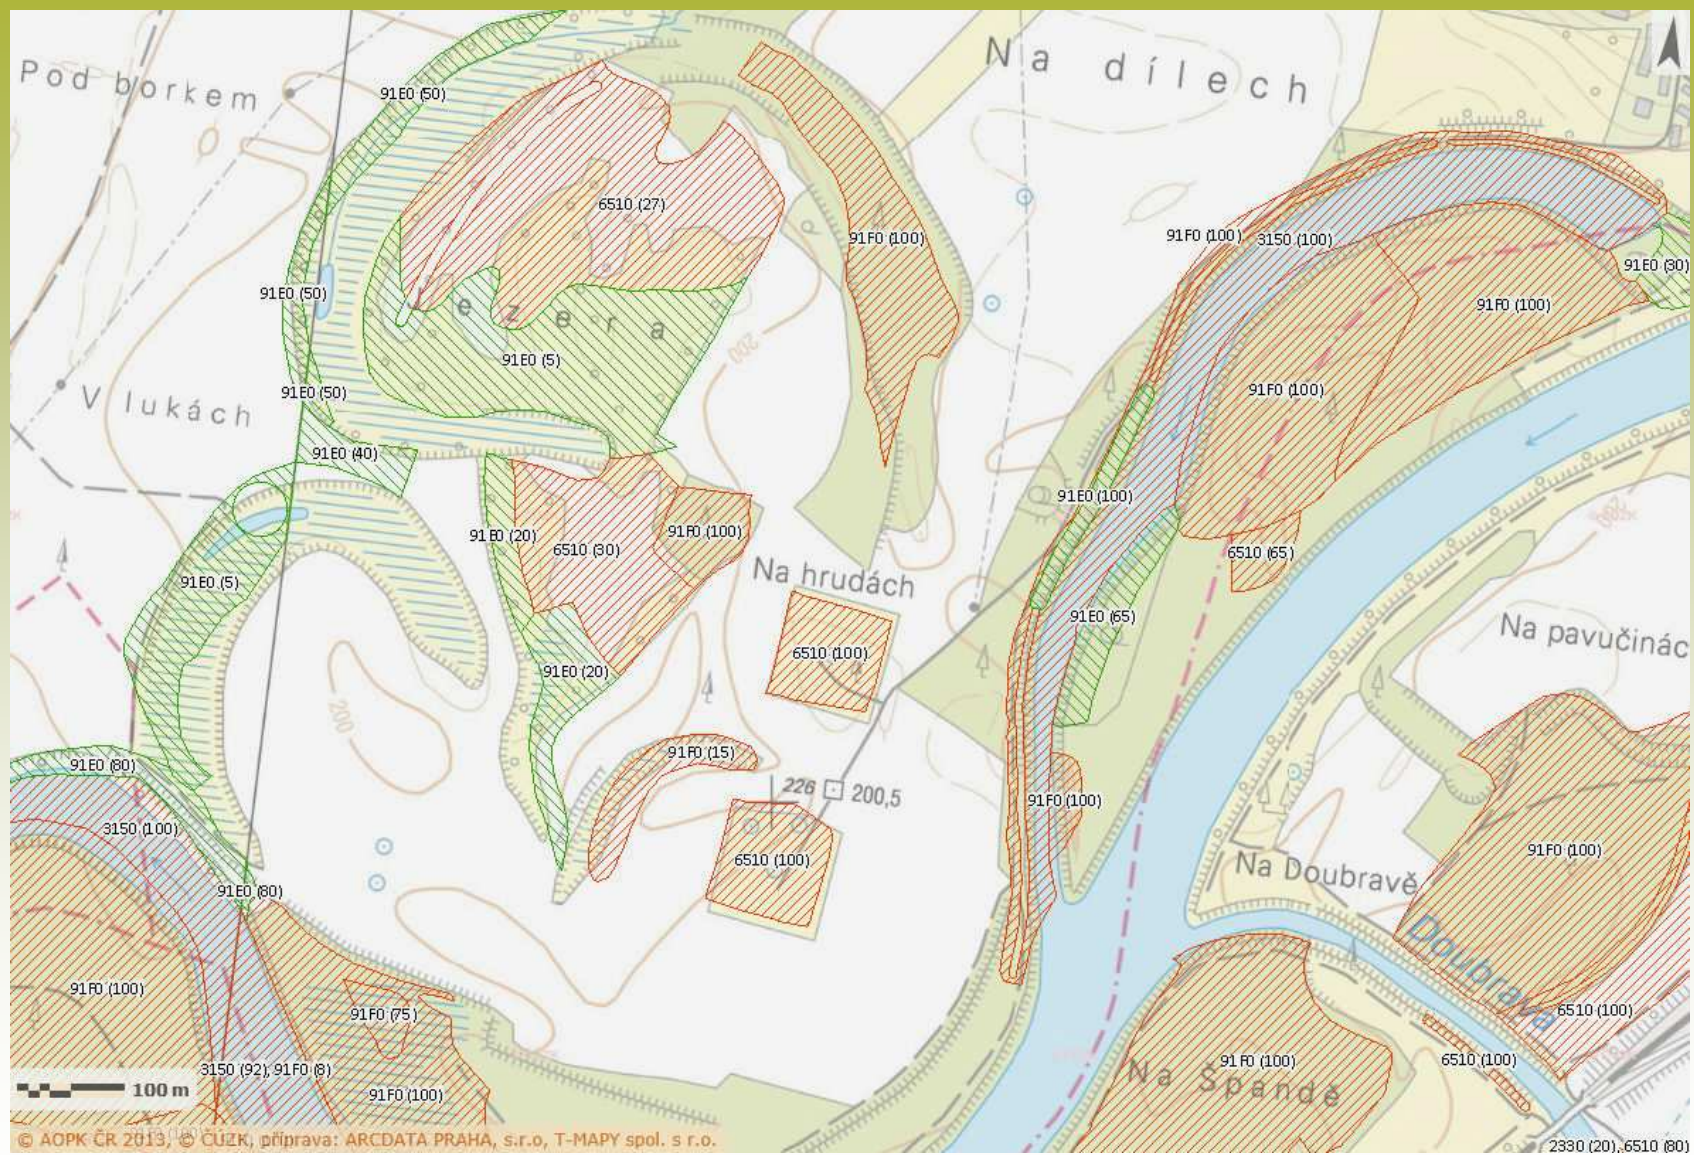 Na dílech
Pod borkem
91E0 (50)
6510 (27)
91F0 (100)
91F0 (100)
3150 (100)
91E0 (30)
91E0 (50)
91F0 (100)
Jezera
200
91E0 (5)
91E0 (50)
91F0 (100)
V lukách
91E0 (40)
91E0 (100)
91E0 (20)
6510 (30)
91F0 (100)
6510 (65)
91E0 (5)
Na hrudách
91E0 (65)
Na pavučinác
6510 (100)
91E0 (20)
200
91F0 (15)
91E0 (80)
226
200,5
91F0 (100)
3150 (100)
6510 (100)
91F0 (100)
Na Doubravě
91E0 (80)
Doubrava
91F0 (100)
91F0 (75)
6510 (100)
91F0 (100)
6510 (100)
3150 (92), 91F0 (8)
Na Špandě
100 m
91F0 (100)
© AOPK ČR 2013, © ČÚZK, příprava: ARCDATA PRAHA, s.r.o, T-MAPY spol. s r.o.
2330 (20), 6510 (80)